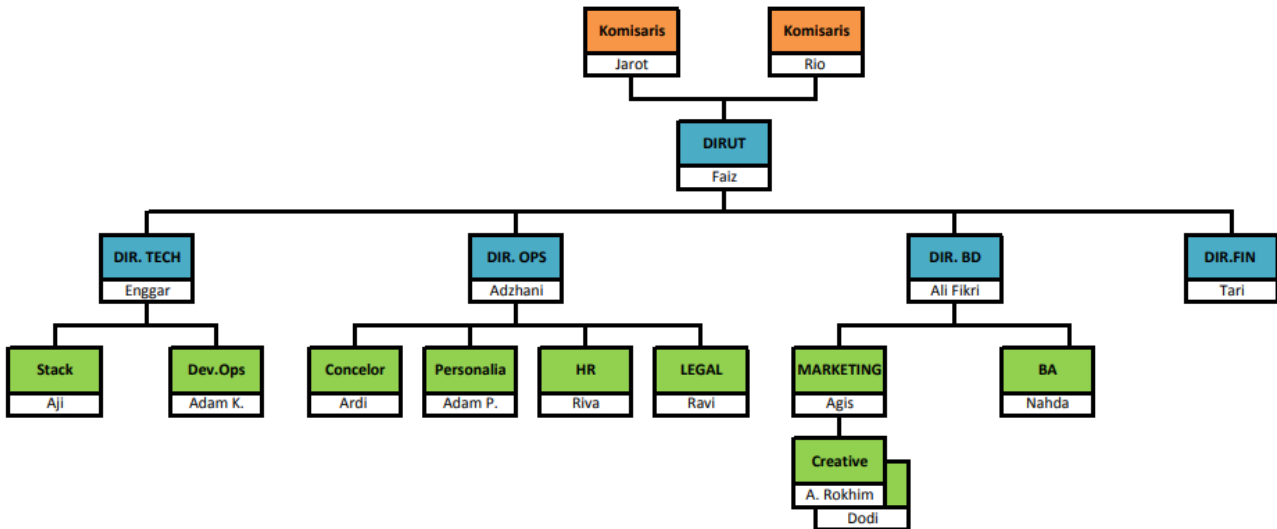 Komisaris
Jarot
Komisaris
Rio
DIRUT
Faiz
DIR. TECH
Enggar
DIR. OPS
Adzhani
DIR. BD
Ali Fikri
DIR.FIN
Tari
Stack
Aji
Dev.Ops
Adam K.
Concelor
Ardi
Personalia
Adam P.
HR
Riva
LEGAL
Ravi
MARKETING
Agis
BA
Nahda
Creative
A. Rokhim
Dodi